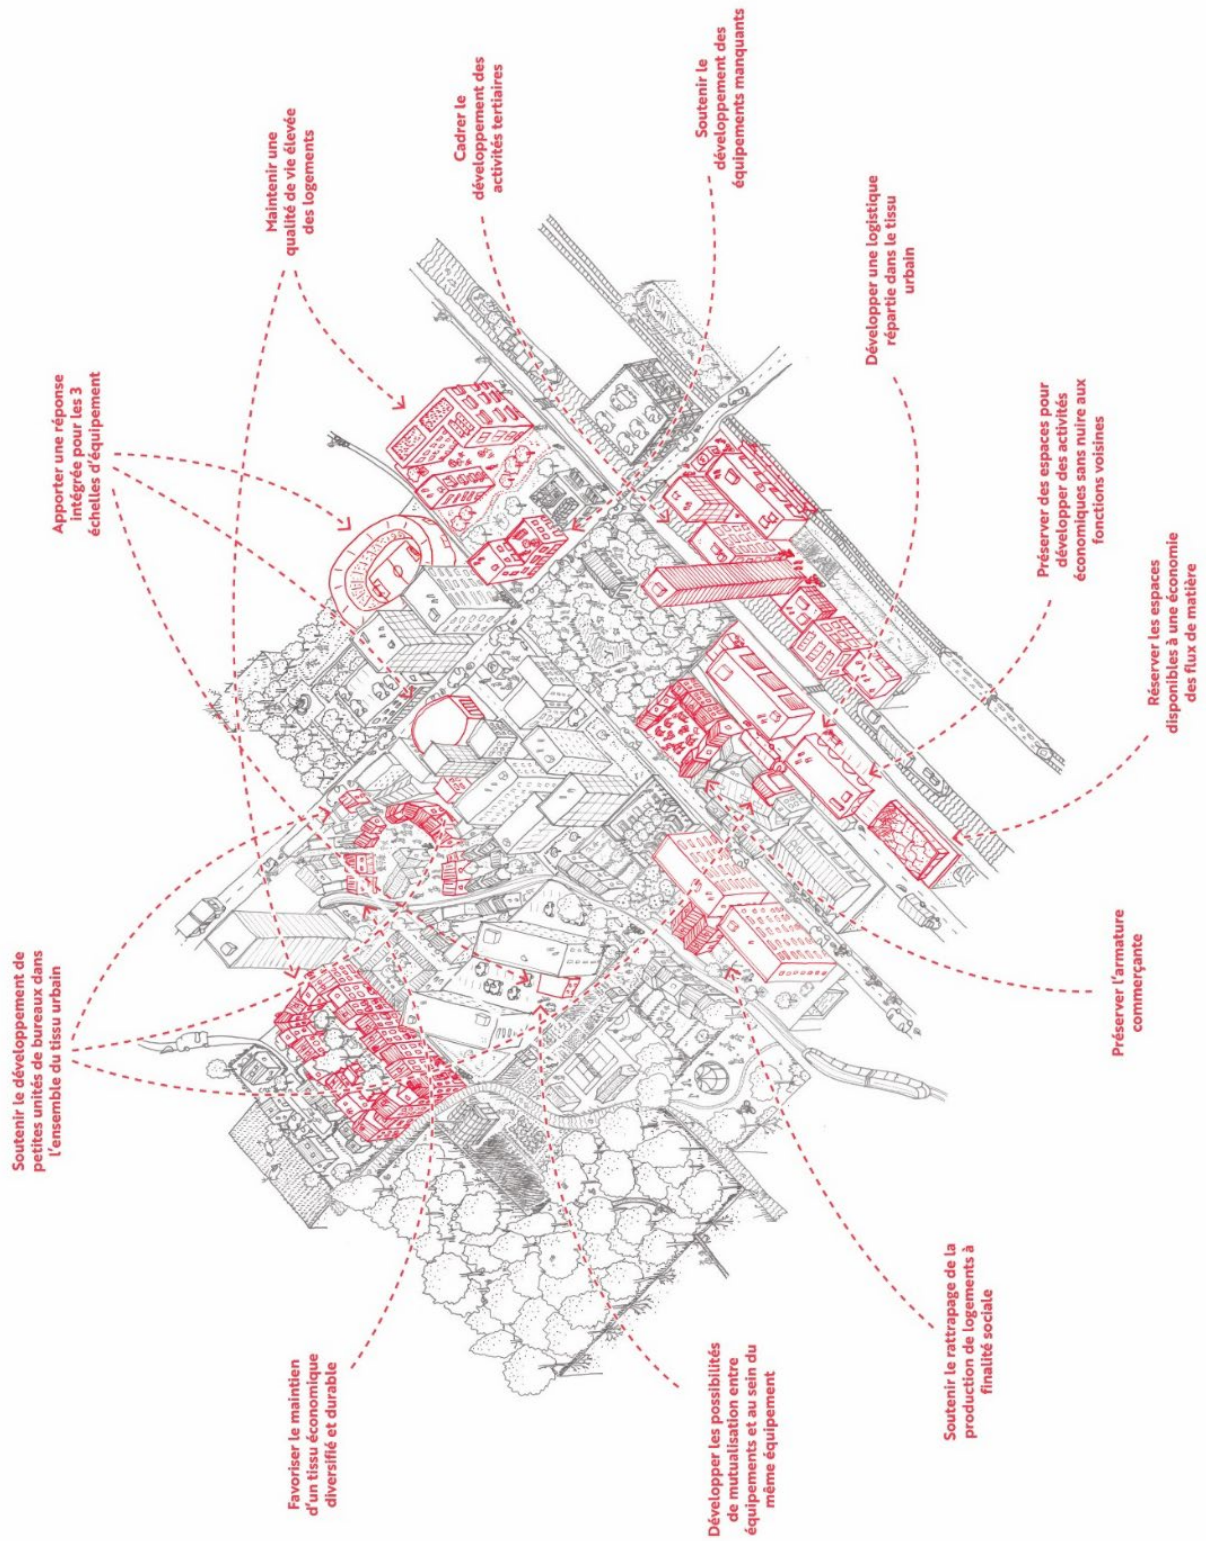 Soutenir le développement de
petites unités de bureaux dans
l'ensemble du tissu urbain
Apporter une réponse
intégrée pour les 3
échelles d'équipement
Maintenir une
qualité de vie élevée
des logements
Favoriser le maintien
d'un tissu économique
diversifié et durable
Cadrer le
développement des
activités tertiaires
Soutenir le
développement des
équipements manquants
Développer les possibilités
de mutualisation entre
équipements et au sein du
même équipement
Développer une logistique
répartie dans le tissu
urbain
Soutenir le rattrapage de la
production de logements à
finalité sociale
Préserver des espaces pour
développer des activités
économiques sans nuire aux
fonctions voisines
Préserver l'armature
commerçante
Réserver les espaces
disponibles à une économie
des flux de matière